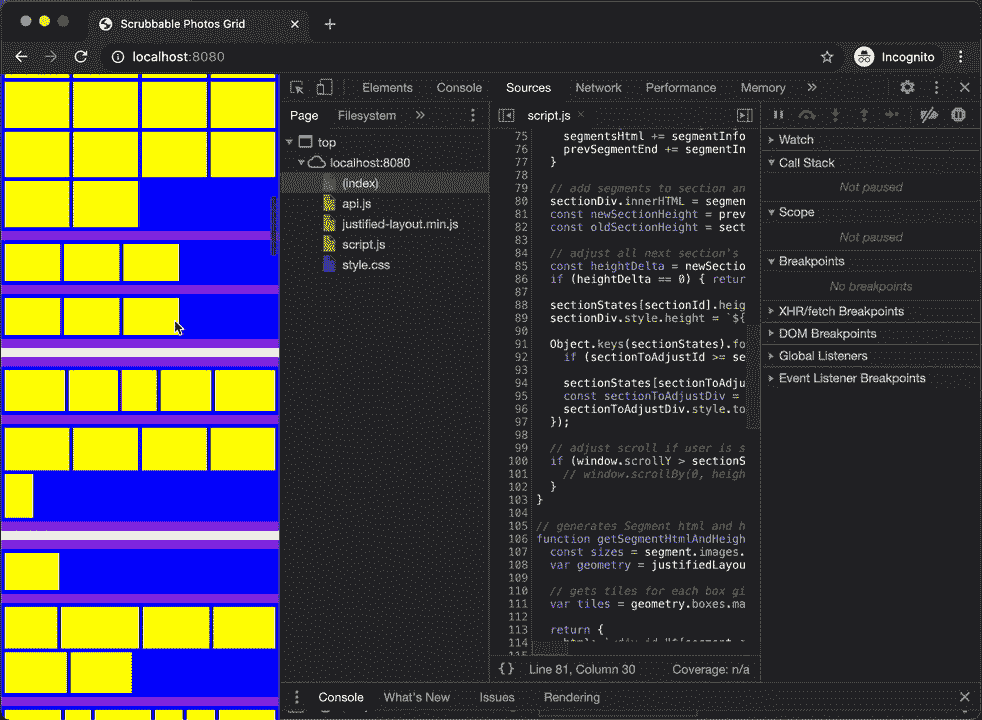 Scrubbable Photos Grid
localhost:8080
Incognito
Elements Console Sources Network Performance Memory
Page Filesystem
script.js
top
localhost:8080
(index)
api.js
justified-layout.min.js
script.js
style.css
75 segmentsHtml += segmentInfo
76 prevSegmentEnd += segmentIn
77 }
78
79 // add segments to section an
80 sectionDiv.innerHTML = segmen
81 const newSectionHeight = prev
82 const oldSectionHeight = sect
83
84 // adjust all next section's
85 const heightDelta = newSectio
86 if (heightDelta == 0) { retur
87
88 sectionStates[sectionId].heig
89 sectionDiv.style.height = `${
90
91 Object.keys(sectionStates).fo
92 if (sectionToAdjustId >= se
93
94 sectionStates[sectionToAdju
95 const sectionToAdjustDiv =
96 sectionToAdjustDiv.style.to
97 });
98
99 // adjust scroll if user is s
100 if (window.scrollY > sectionS
101 // window.scrollBy(0, heigh
102 }
103 }
104
105 // generates Segment html and h
106 function getSegmentHtmlAndHeigh
107 const sizes = segment.images.
108 var geometry = justifiedLayou
109
110 // gets tiles for each box gi
111 var tiles = geometry.boxes.ma
112
113 return {
114
{} Line 81, Column 30 Coverage: n/a
Watch
Call Stack
Not paused
Scope
Not paused
Breakpoints
No breakpoints
XHR/fetch Breakpoints
DOM Breakpoints
Global Listeners
Event Listener Breakpoints
Console What's New Issues Rendering